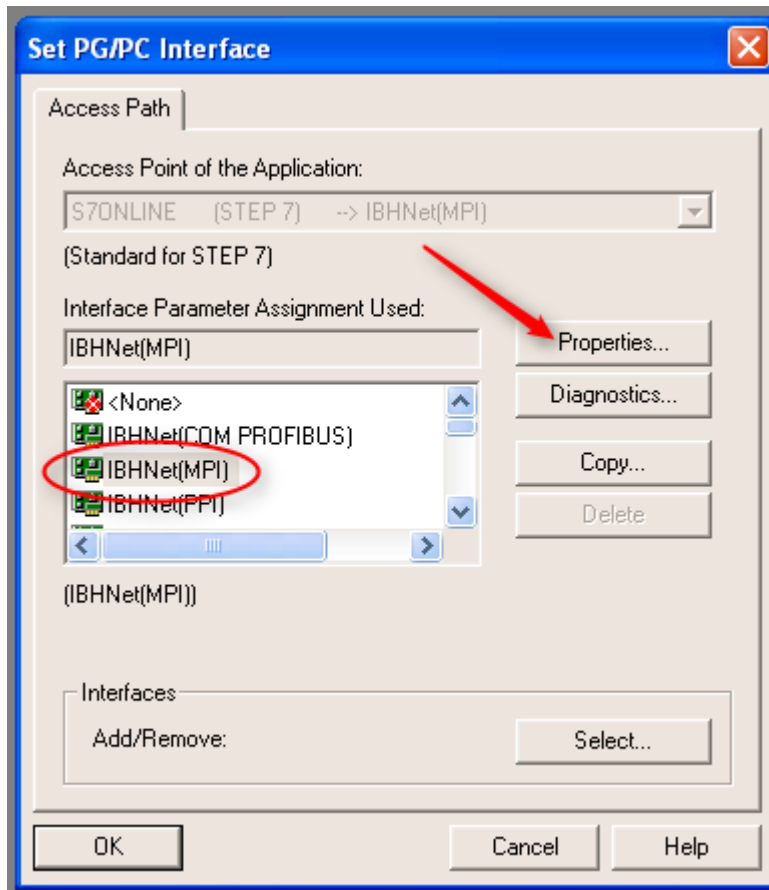 Set PG/PC Interface
Access Path
Access Point of the Application:
S7ONLINE (STEP 7) --> IBHNet(MPI)
(Standard for STEP 7)
Interface Parameter Assignment Used:
IBHNet(MPI)
Properties...
<None>
Diagnostics...
IBHNet(COM PROFIBUS)
IBHNet(MPI)
Copy...
IBHNet(PPI)
Delete
(IBHNet(MPI))
Interfaces
Add/Remove:
Select...
OK
Cancel
Help